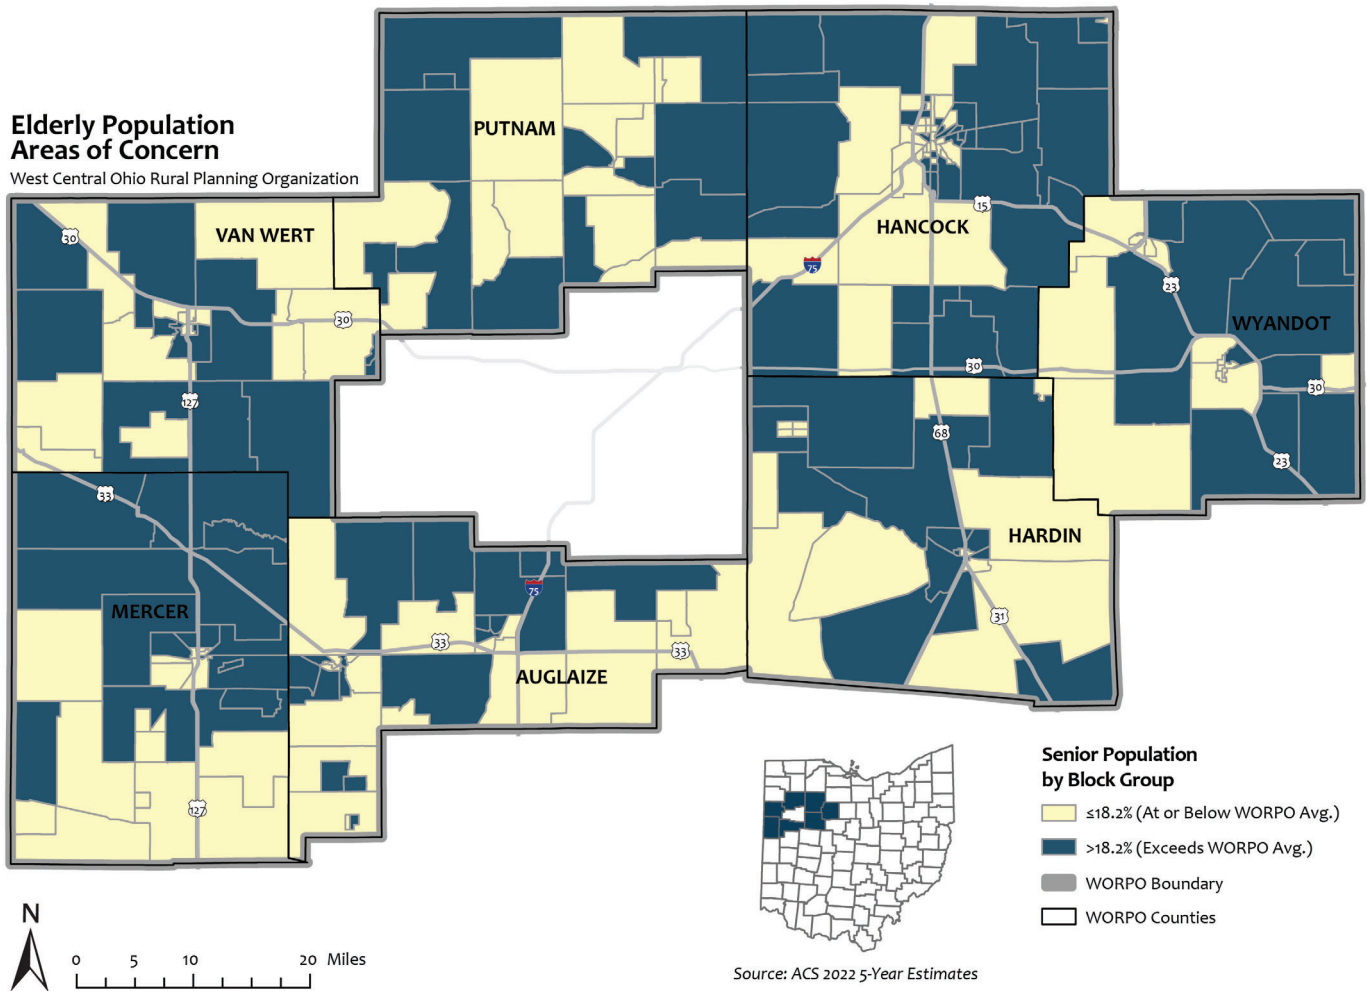 Elderly Population
Areas of Concern
West Central Ohio Rural Planning Organization
PUTNAM
VAN WERT
HANCOCK
WYANDOT
HARDIN
MERCER
AUGLAIZE
30
30
127
33
127
33
75
33
75
15
23
30
30
23
68
31
Senior Population
by Block Group
≤18.2% (At or Below WORPO Avg.)
>18.2% (Exceeds WORPO Avg.)
WORPO Boundary
WORPO Counties
N
0 5 10 20 Miles
Source: ACS 2022 5-Year Estimates